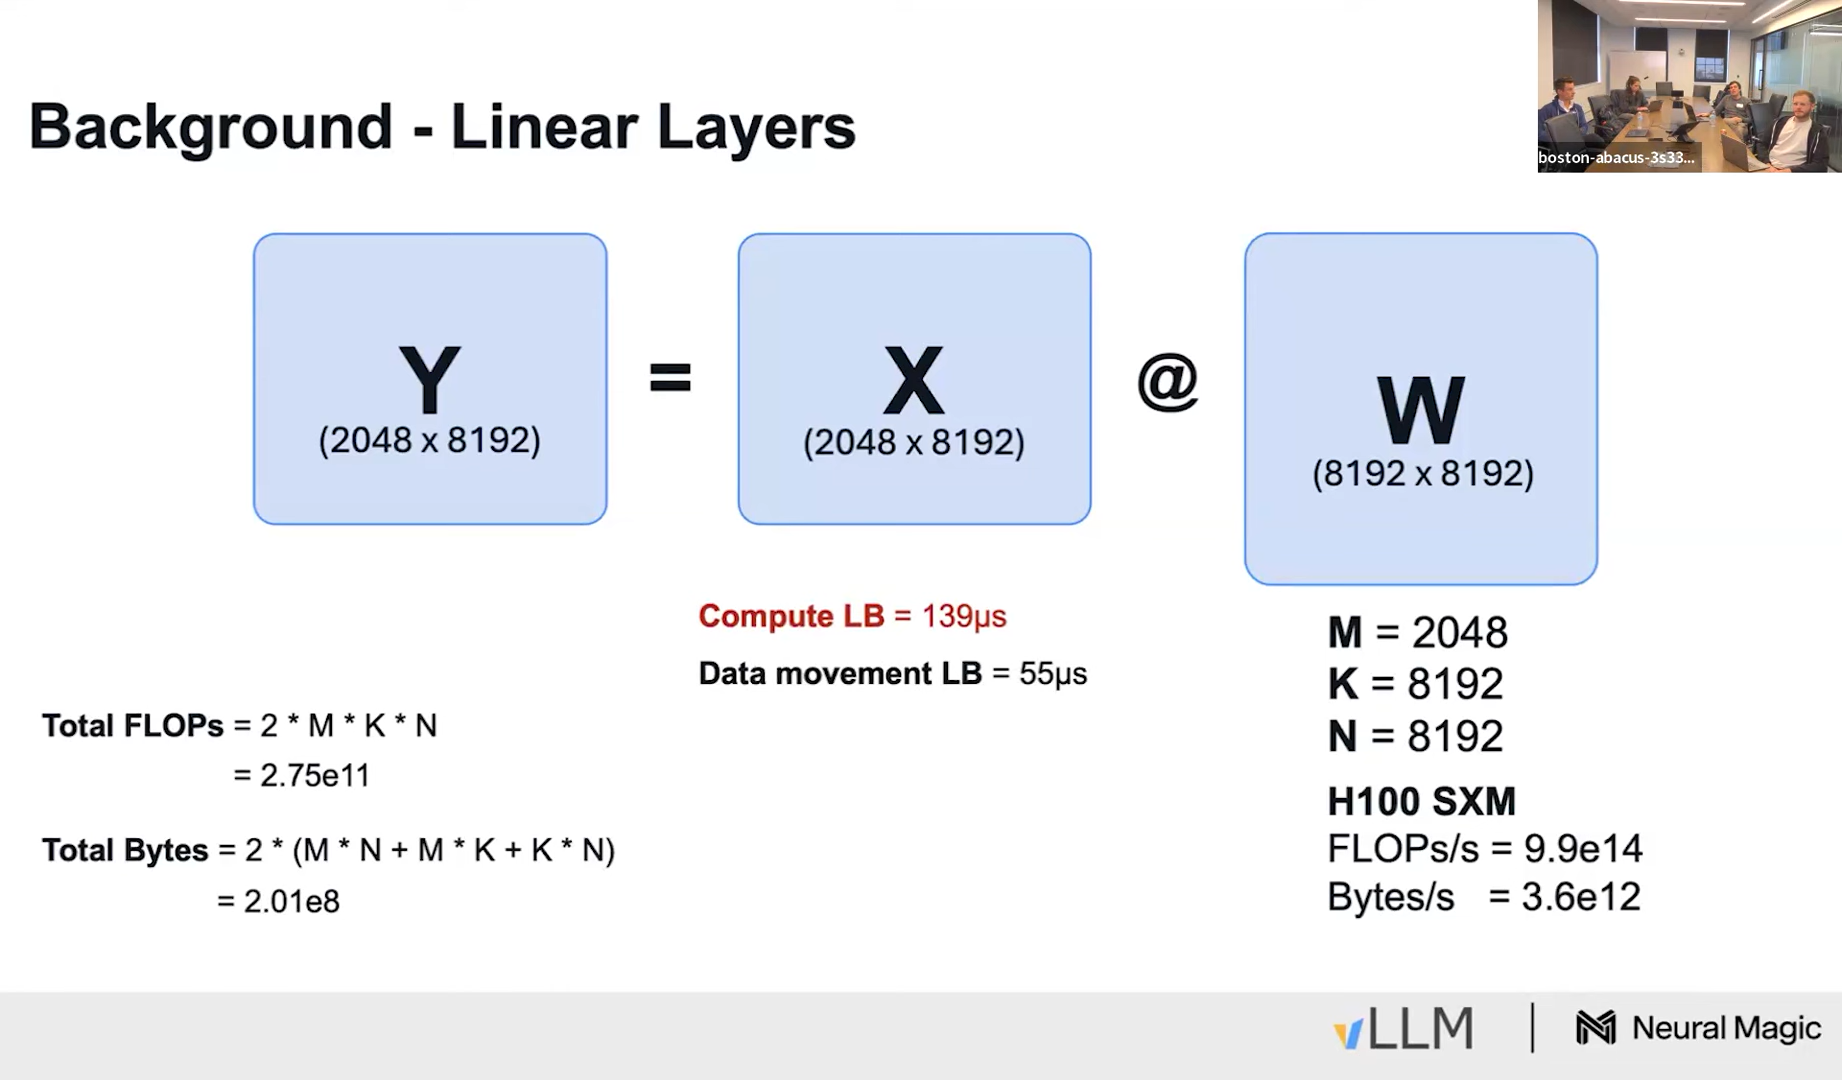 boston-abacus-3s33...
Background - Linear Layers
Y = X @ W
(2048 x 8192) (2048 x 8192) (8192 x 8192)
Compute LB = 139µs
Data movement LB = 55µs
Total FLOPs = 2 * M * K * N
= 2.75e11
Total Bytes = 2 * (M * N + M * K + K * N)
= 2.01e8
M = 2048
K = 8192
N = 8192
H100 SXM
FLOPs/s = 9.9e14
Bytes/s = 3.6e12
vLLM | Neural Magic